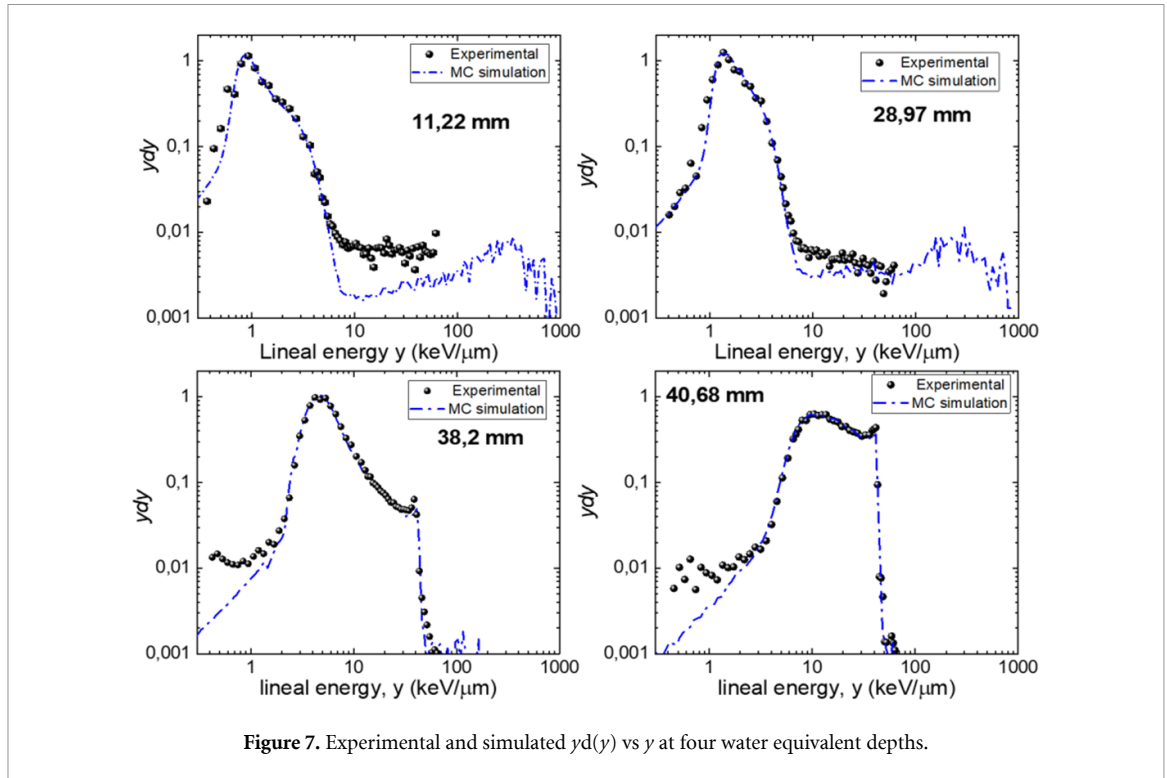 Experimental
MC simulation
11,22 mm
1
0,1
0,01
0,001
ydy
1
10
100
1000
Lineal energy y (keV/μm)
Experimental
MC simulation
28,97 mm
1
0,1
0,01
0,001
ydy
1
10
100
1000
Lineal energy, y (keV/μm)
Experimental
MC simulation
38,2 mm
1
0,1
0,01
0,001
ydy
1
10
100
1000
lineal energy, y (keV/μm)
40,68 mm
Experimental
MC simulation
1
0,1
0,01
0,001
ydy
1
10
100
1000
lineal energy, y (keV/μm)
Figure 7. Experimental and simulated yd(y) vs y at four water equivalent depths.